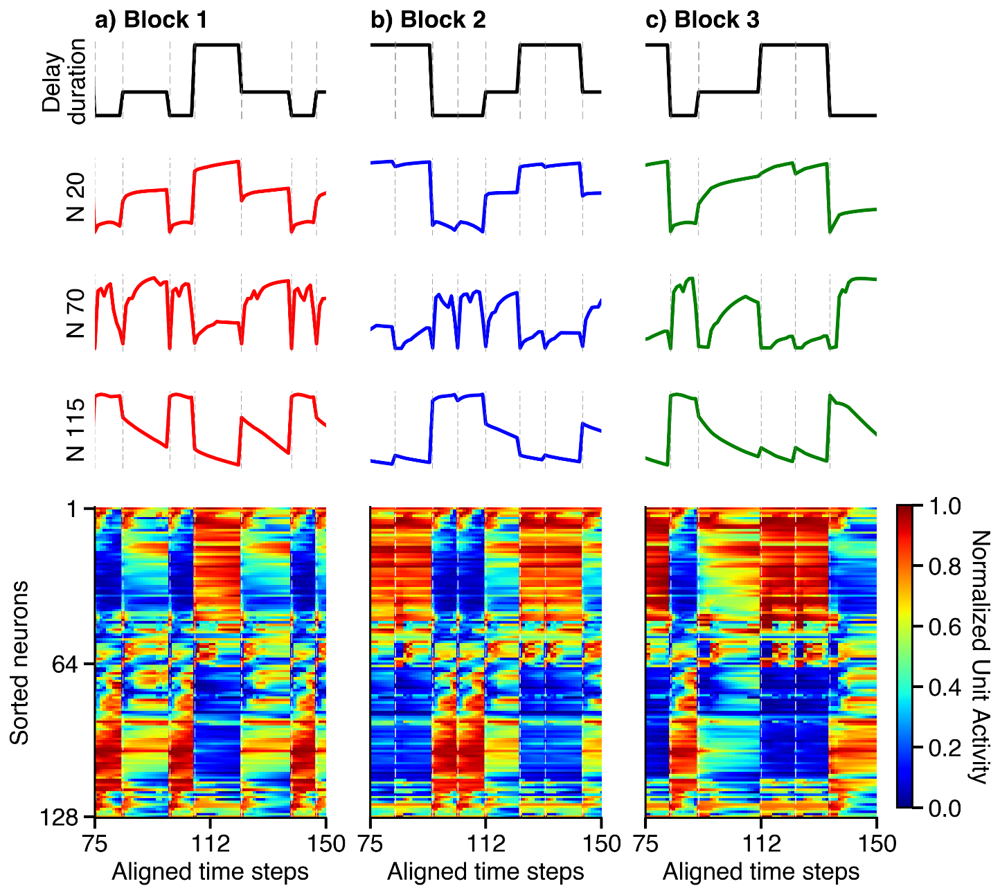 a) Block 1
b) Block 2
c) Block 3
Delay
duration
N 20
N 70
N 115
Sorted neurons
1
64
128
75
112
150
Aligned time steps
75
112
150
Aligned time steps
75
112
150
Aligned time steps
1.0
0.8
0.6
0.4
0.2
0.0
Normalized Unit Activity